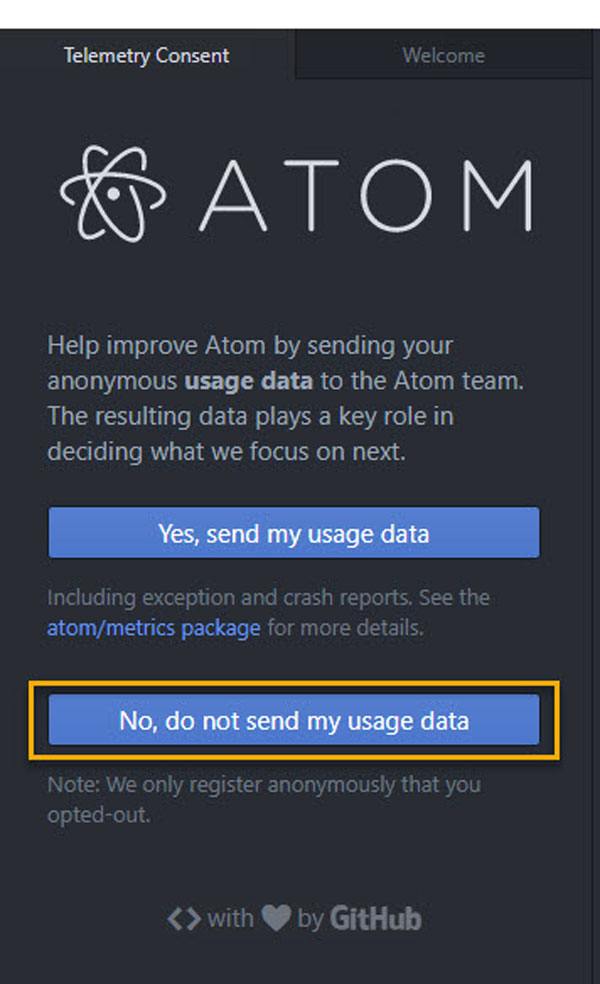 Telemetry Consent
Welcome
ATOM
Help improve Atom by sending your
anonymous usage data to the Atom team.
The resulting data plays a key role in
deciding what we focus on next.
Yes, send my usage data
Including exception and crash reports. See the
atom/metrics package for more details.
No, do not send my usage data
Note: We only register anonymously that you
opted-out.
<> with ♥ by GitHub